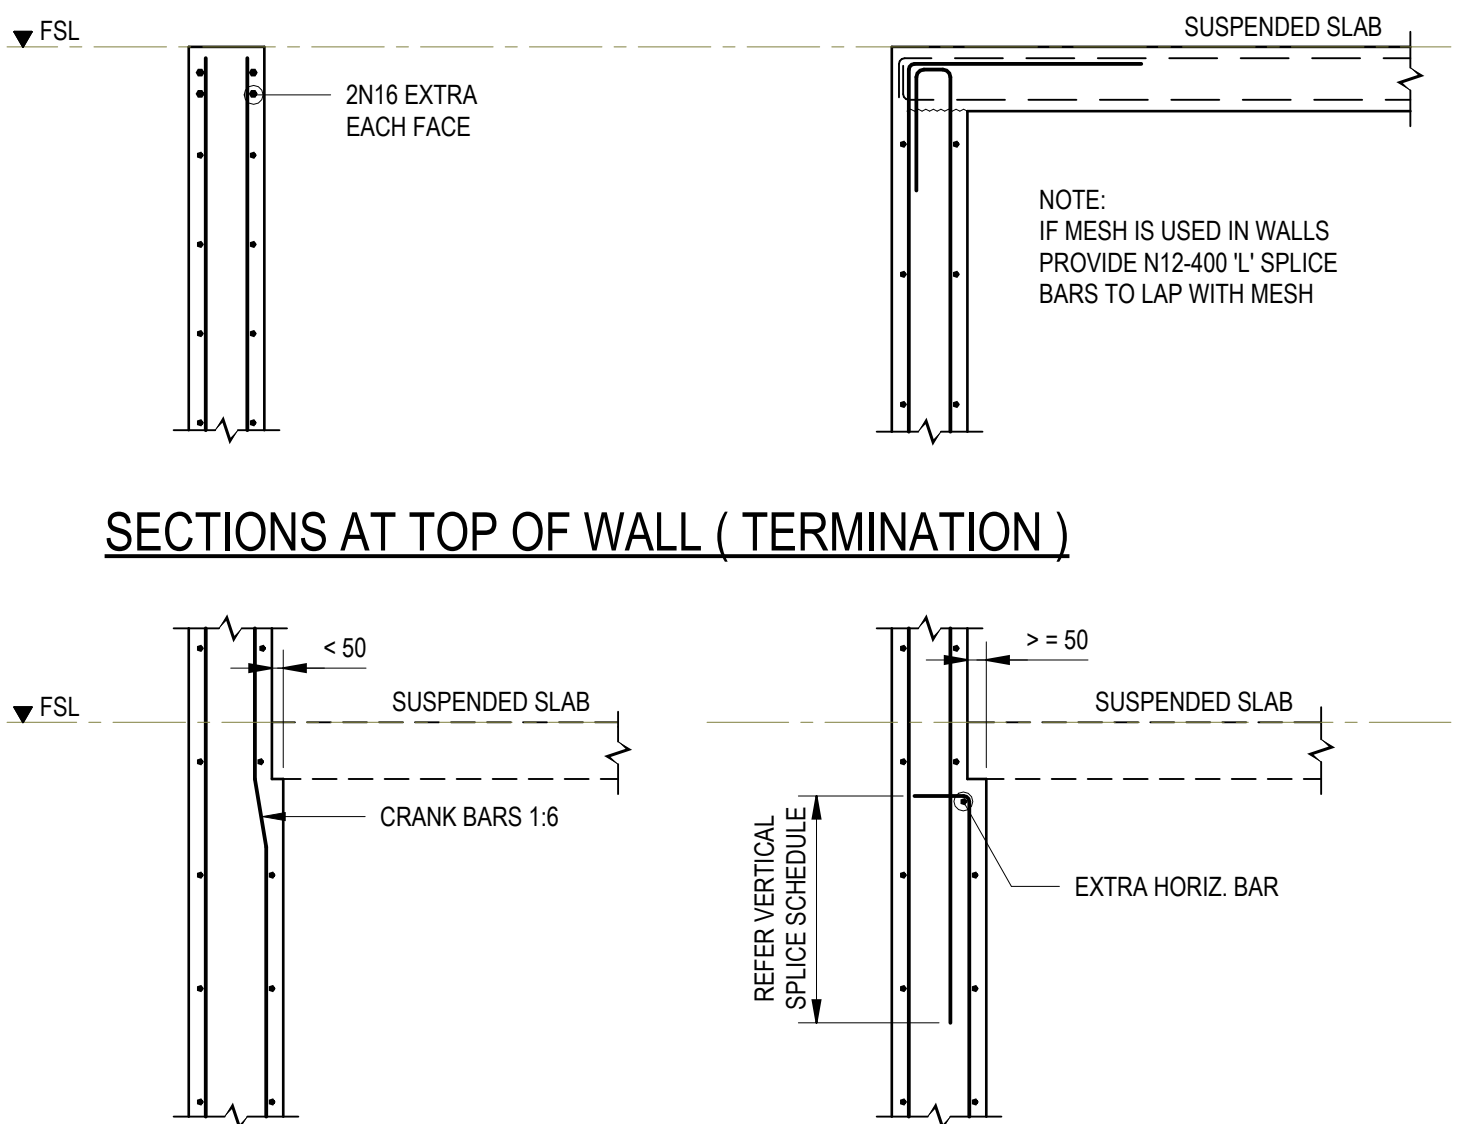 FSL
SUSPENDED SLAB
2N16 EXTRA
EACH FACE
NOTE:
IF MESH IS USED IN WALLS
PROVIDE N12-400 'L' SPLICE
BARS TO LAP WITH MESH
SECTIONS AT TOP OF WALL ( TERMINATION )
< 50
> = 50
FSL
SUSPENDED SLAB
SUSPENDED SLAB
CRANK BARS 1:6
REFER VERTICAL
SPLICE SCHEDULE
EXTRA HORIZ. BAR